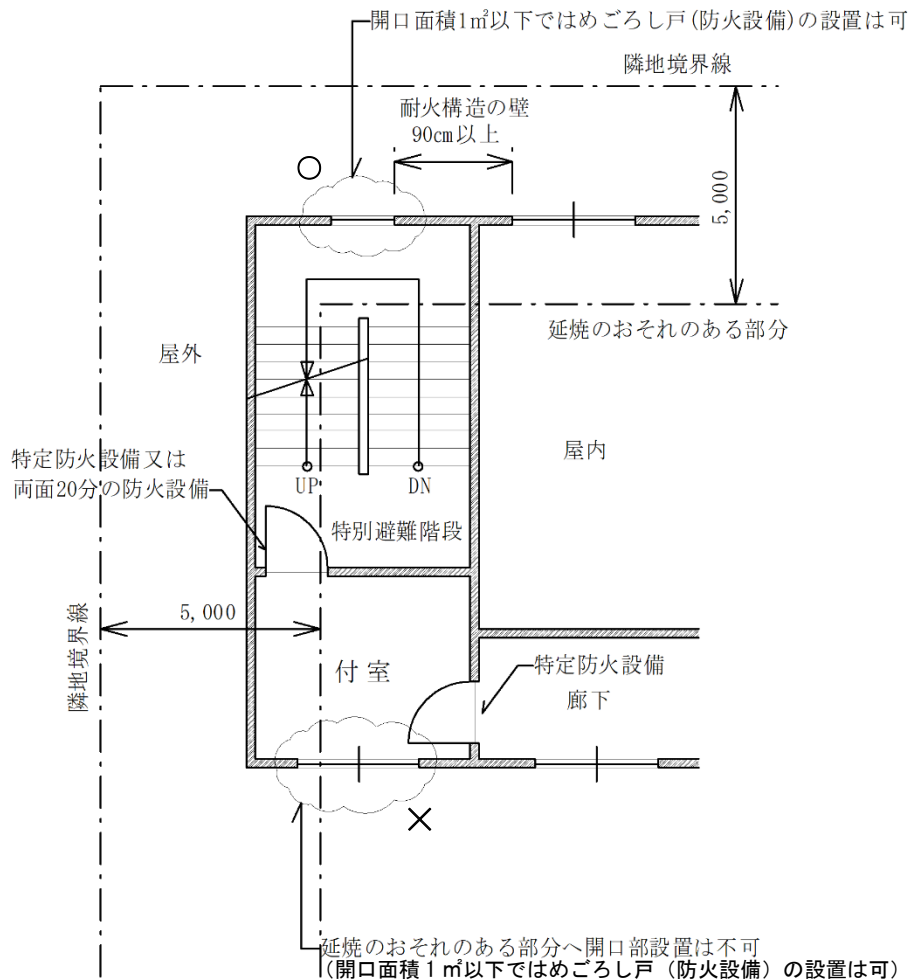 開口面積1㎡以下ではめごろし戸(防火設備)の設置は可
隣地境界線
耐火構造の壁
90cm以上
5,000
延焼のおそれのある部分
屋外
屋内
特定防火設備又は
両面20分の防火設備
UP
DN
特別避難階段
5,000
隣地境界線
付室
特定防火設備
廊下
延焼のおそれのある部分へ開口部設置は不可
(開口面積1㎡以下ではめごろし戸(防火設備)の設置は可)